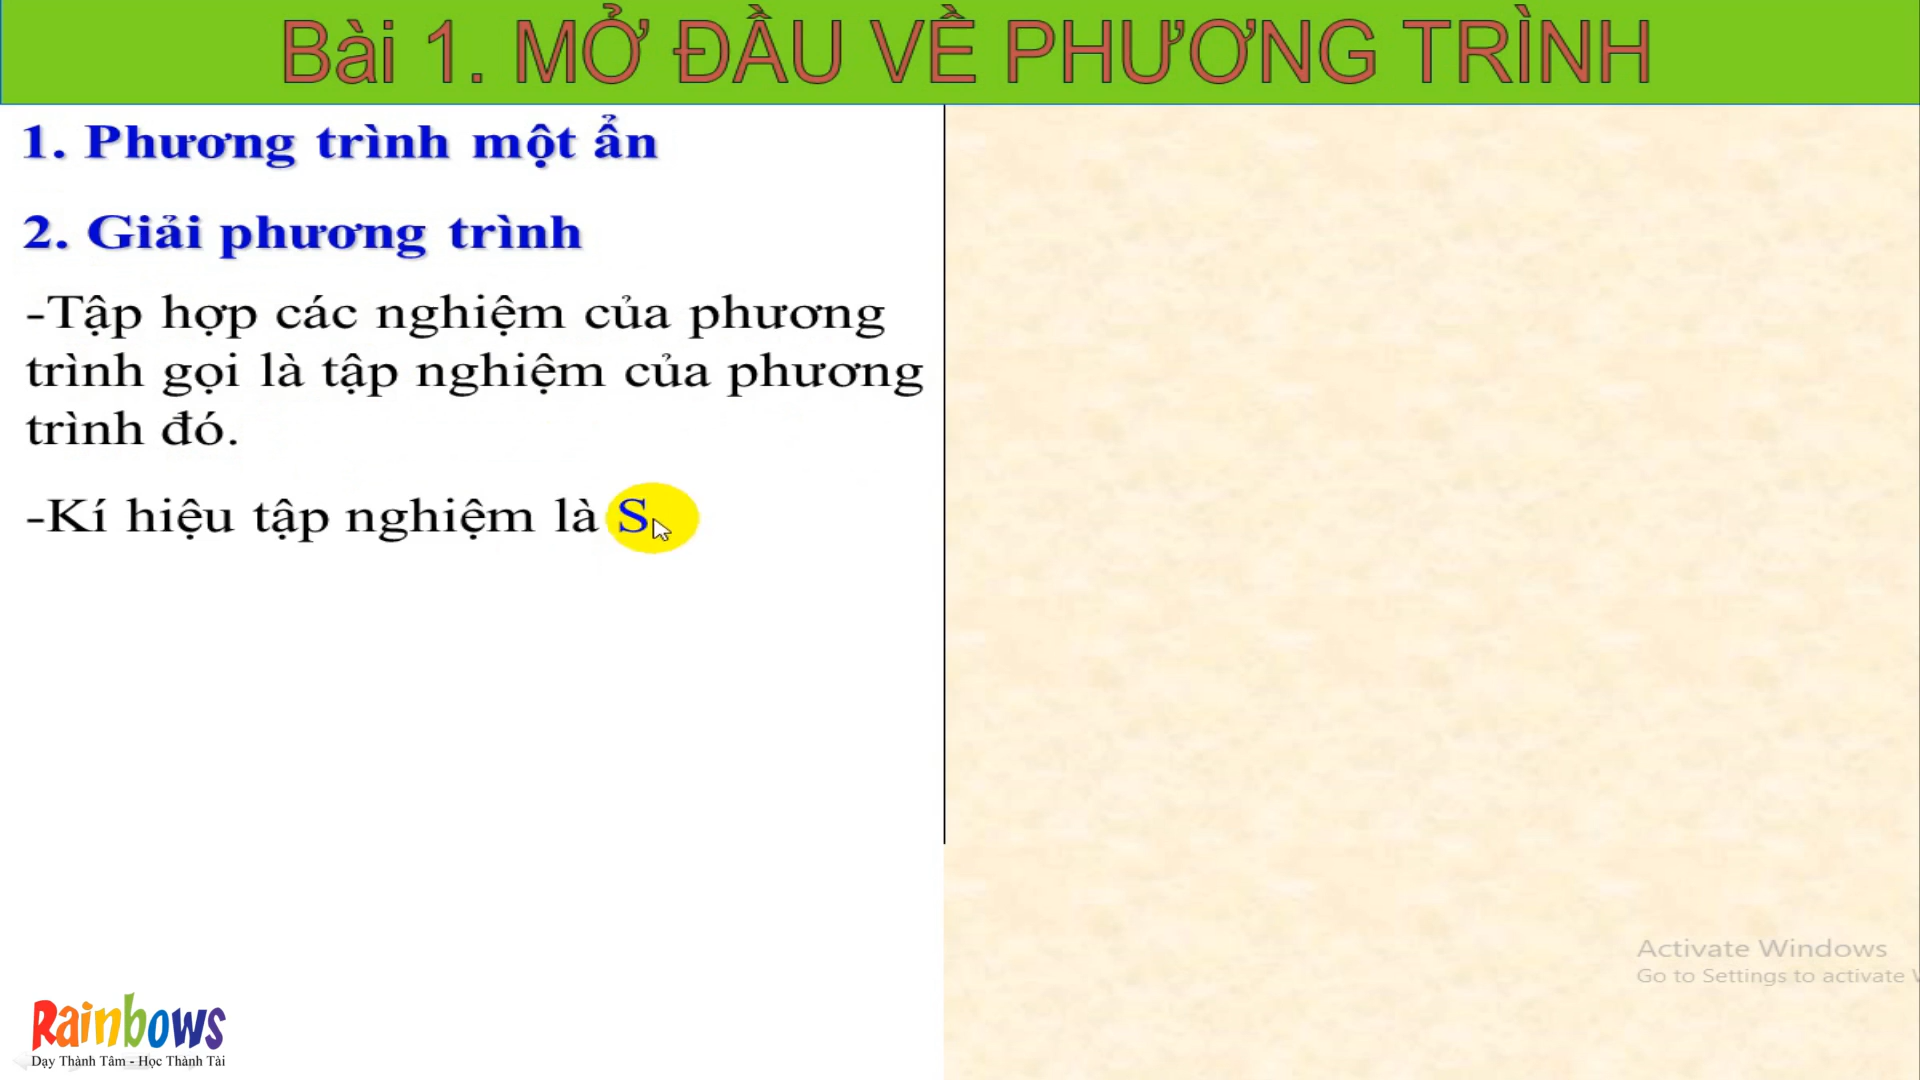 Bài 1. MỞ ĐẦU VỀ PHƯƠNG TRÌNH
1. Phương trình một ẩn
2. Giải phương trình
-Tập hợp các nghiệm của phương
trình gọi là tập nghiệm của phương
trình đó.
-Kí hiệu tập nghiệm là S
Activate Windows
Go to Settings to activate
Rainbows
Dạy Thành Tâm - Học Thành Tài